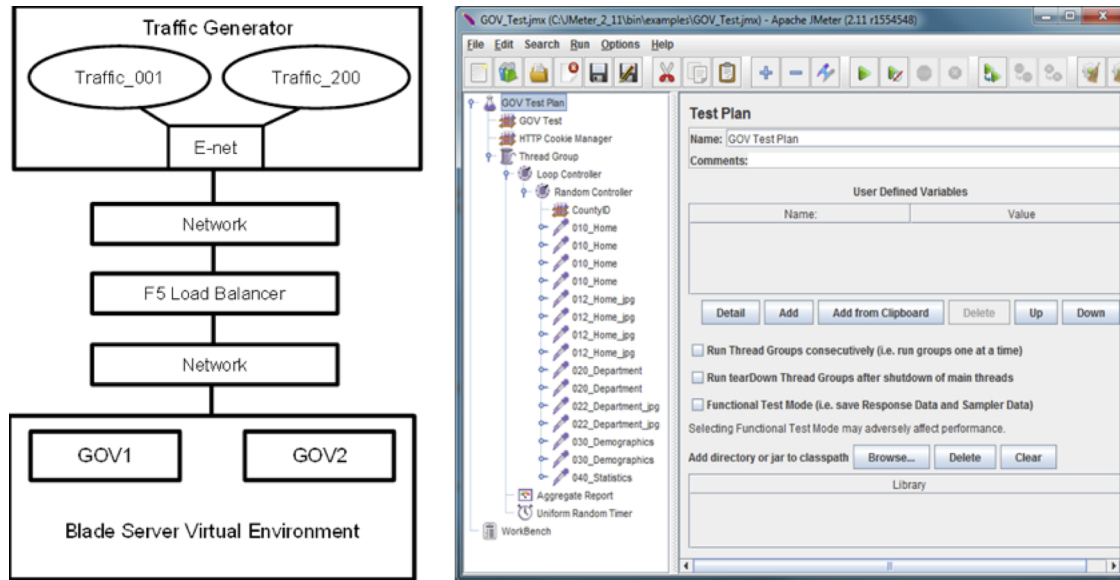 Traffic Generator
Traffic_001
Traffic_200
E-net
Network
F5 Load Balancer
Network
GOV1
GOV2
Blade Server Virtual Environment
GOV_Test.jmx (C:\JMeter_2_11\bin\examples\GOV_Test.jmx) - Apache JMeter (2.11 r1554548)
File Edit Search Run Options Help
GOV Test Plan
GOV Test
HTTP Cookie Manager
Thread Group
Loop Controller
Random Controller
CountyID
010_Home
010_Home
010_Home
010_Home
012_Home_jpg
012_Home_jpg
012_Home_jpg
012_Home_jpg
020_Department
020_Department
022_Department_jpg
022_Department_jpg
030_Demographics
030_Demographics
040_Statistics
Aggregate Report
Uniform Random Timer
WorkBench
Test Plan
Name: GOV Test Plan
Comments:
User Defined Variables
Name: Value
Detail Add Add from Clipboard Delete Up Down
Run Thread Groups consecutively (i.e. run groups one at a time)
Run tearDown Thread Groups after shutdown of main threads
Functional Test Mode (i.e. save Response Data and Sampler Data)
Selecting Functional Test Mode may adversely affect performance.
Add directory or jar to classpath Browse... Delete Clear
Library